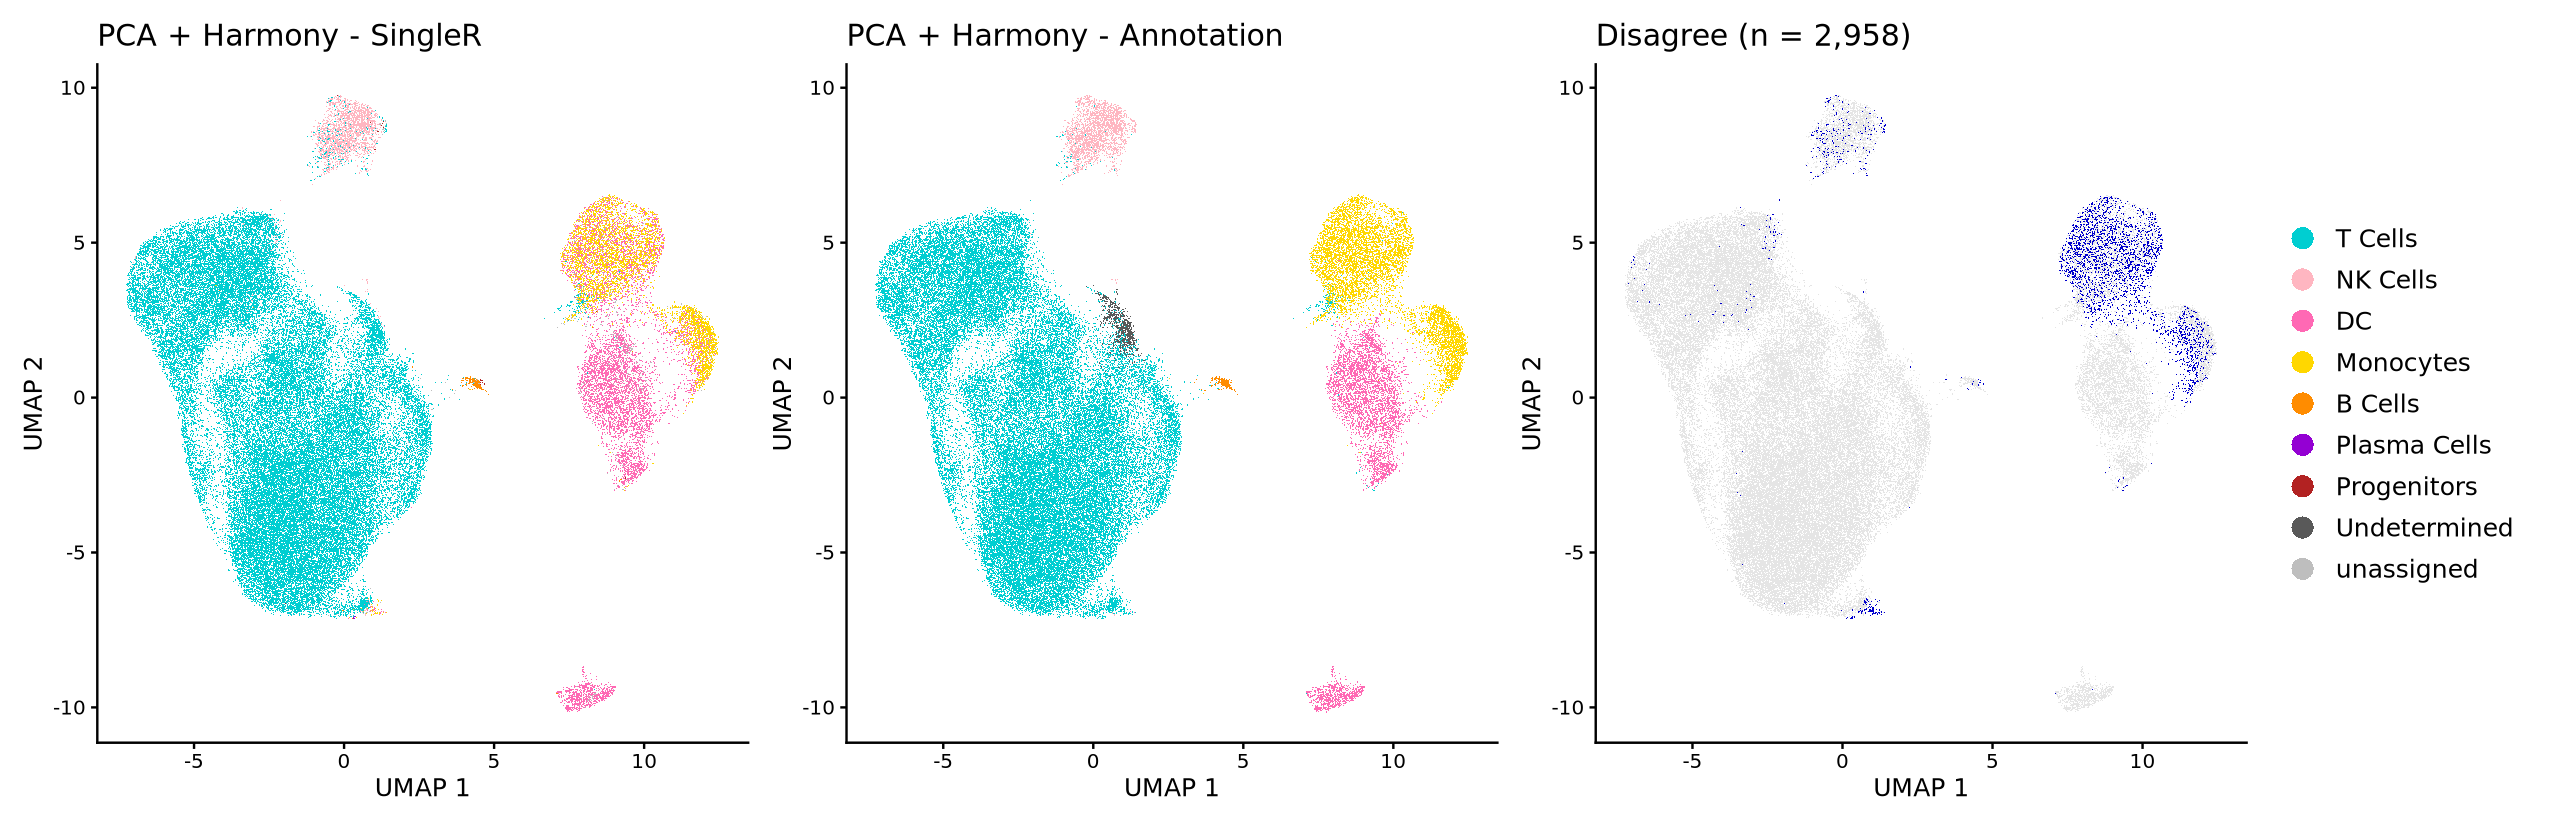 PCA + Harmony - SingleR
10
5
0
-5
-10
UMAP 2
-5
0
5
10
UMAP 1
PCA + Harmony - Annotation
10
5
0
-5
-10
UMAP 2
-5
0
5
10
UMAP 1
Disagree (n = 2,958)
10
5
0
-5
-10
UMAP 2
-5
0
5
10
UMAP 1
T Cells
NK Cells
DC
Monocytes
B Cells
Plasma Cells
Progenitors
Undetermined
unassigned